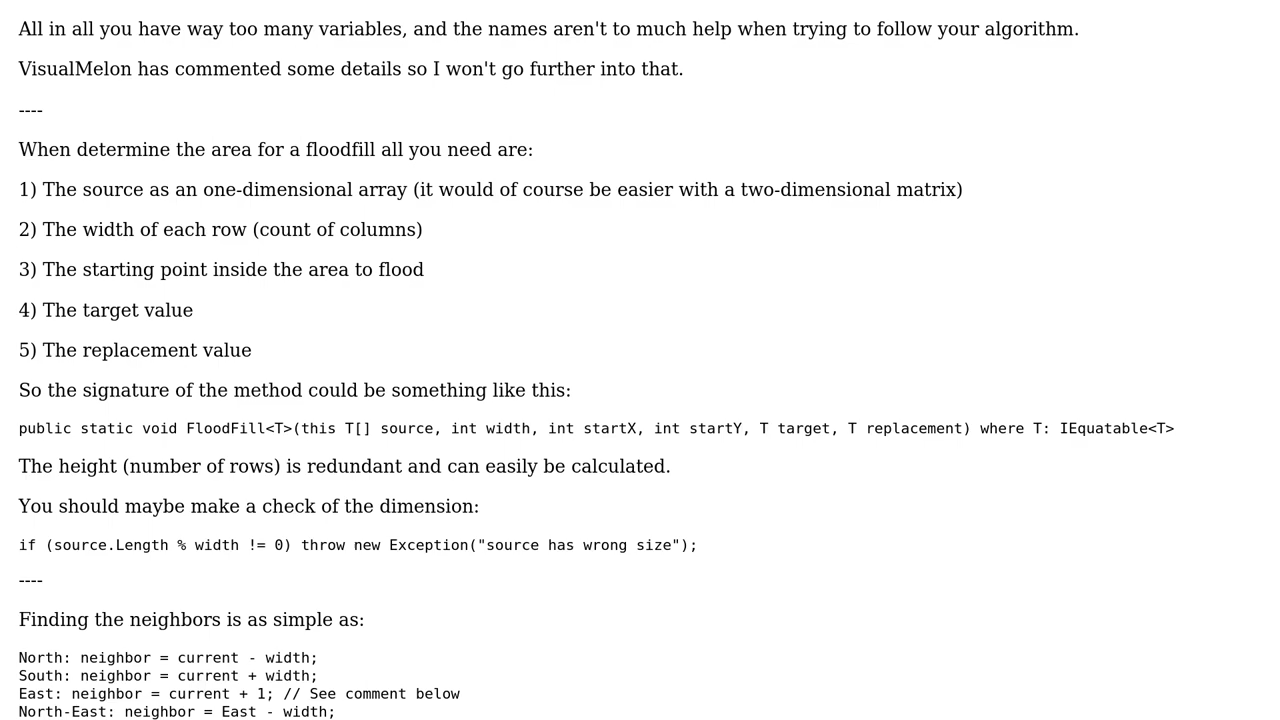 All in all you have way too many variables, and the names aren't to much help when trying to follow your algorithm.
VisualMelon has commented some details so I won't go further into that.
----
When determine the area for a floodfill all you need are:
1) The source as an one-dimensional array (it would of course be easier with a two-dimensional matrix)
2) The width of each row (count of columns)
3) The starting point inside the area to flood
4) The target value
5) The replacement value
So the signature of the method could be something like this:
public static void FloodFill<T>(this T[] source, int width, int startX, int startY, T target, T replacement) where T: IEquatable<T>
The height (number of rows) is redundant and can easily be calculated.
You should maybe make a check of the dimension:
if (source.Length % width != 0) throw new Exception("source has wrong size");
----
Finding the neighbors is as simple as:
North: neighbor = current - width;
South: neighbor = current + width;
East: neighbor = current + 1; // See comment below
North-East: neighbor = East - width;